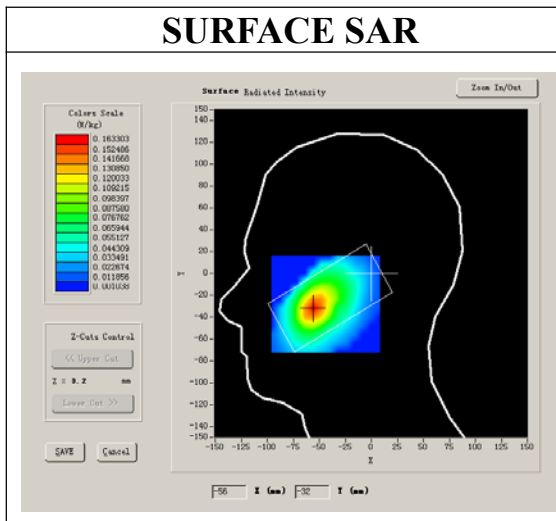 SURFACE SAR
Surface Radiated Intensity
Zoom In/Out
Colors Scale
(W/kg)
0.163303
0.152486
0.141668
0.130850
0.120033
0.109215
0.098397
0.087580
0.076762
0.065944
0.055127
0.044309
0.033491
0.022674
0.011856
0.001038
150
140
120
100
80
60
40
20
0
-20
-40
-60
-80
-100
-120
-140
-150
Y
-150 -125 -100 -75 -50 -25 0 25 50 75 100 125 150
X
Z-Cuts Control
<< Upper Cut
Z = 3.2 mm
Lower Cut >>
SAVE Cancel
-56 X (mm) -32 Y (mm)